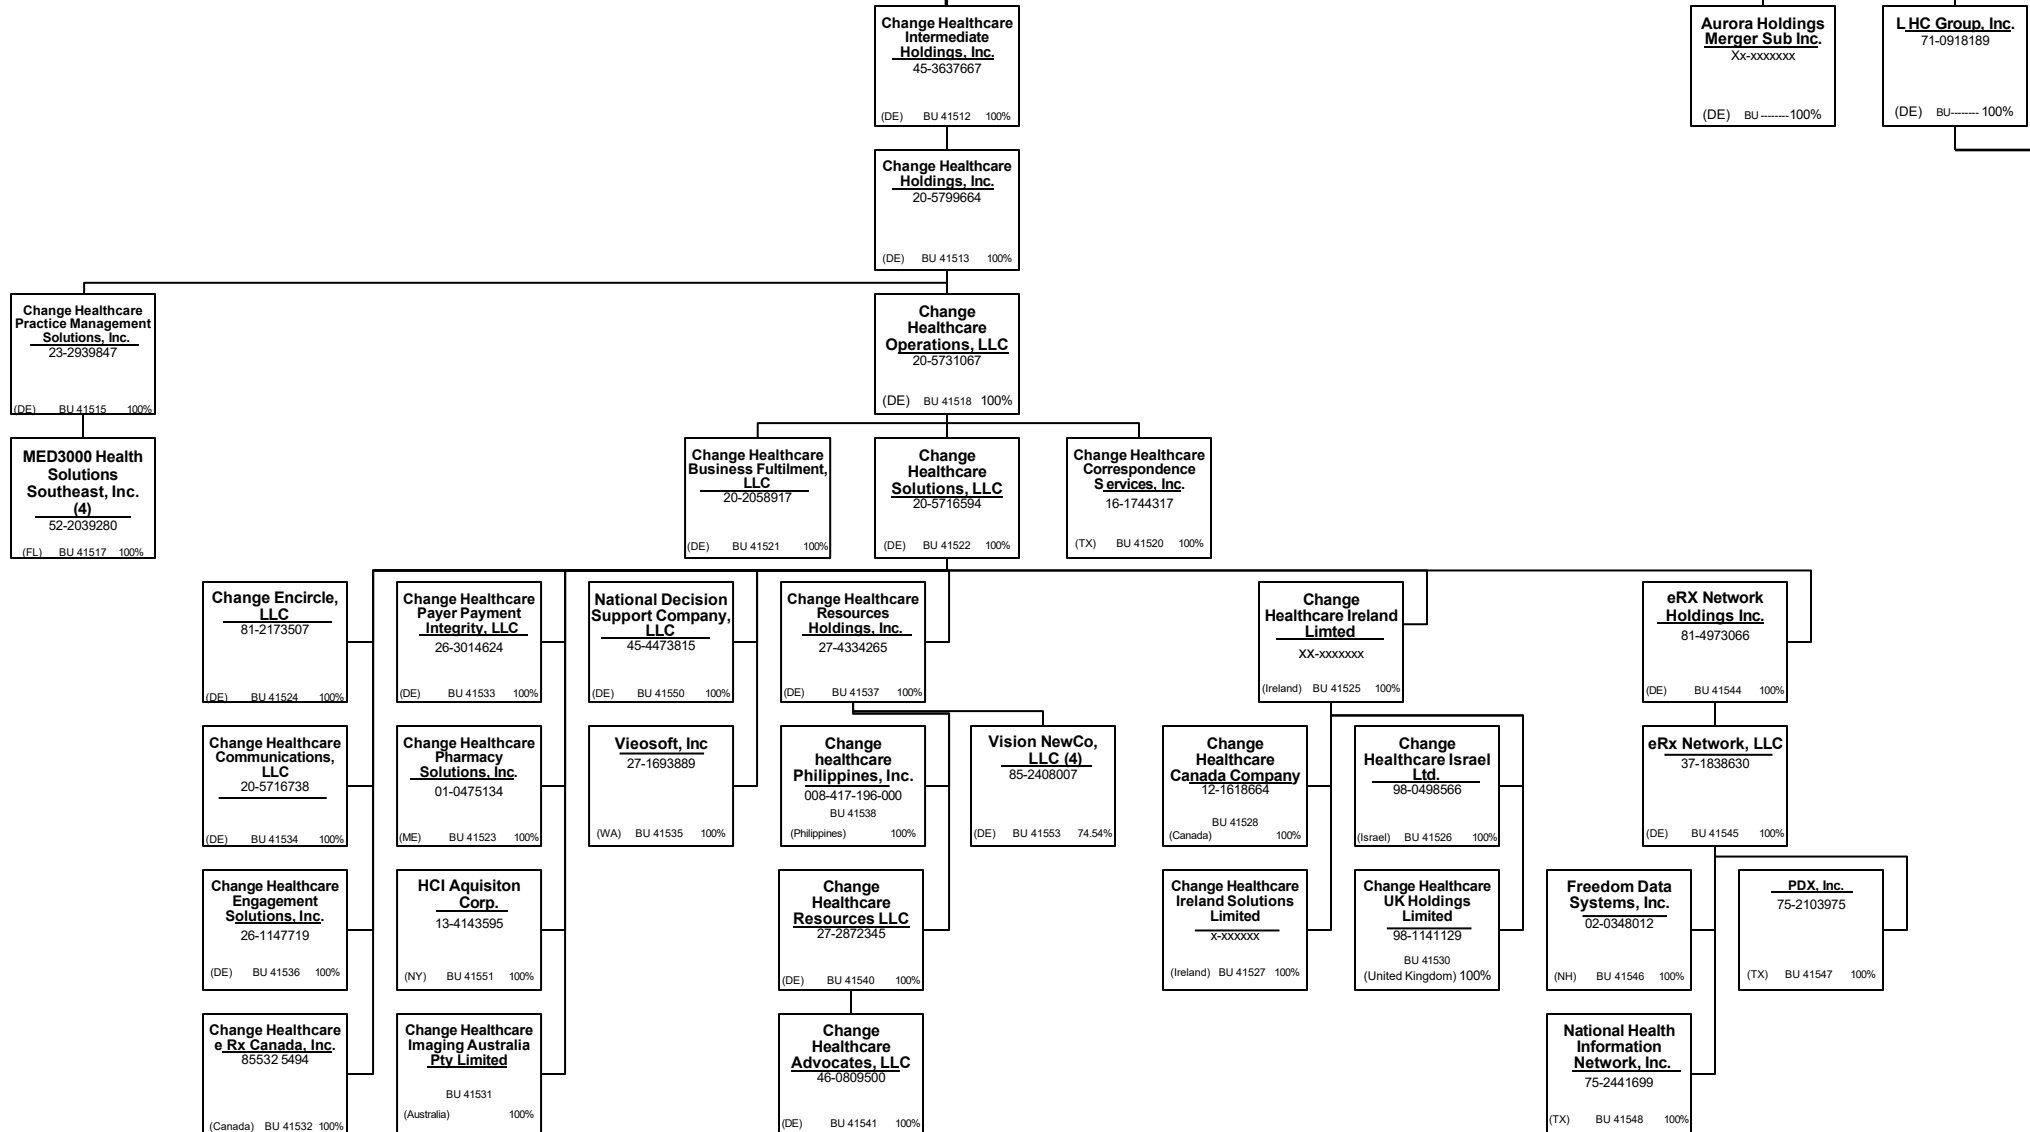 Change Healthcare
Intermediate
Holdings, Inc.
45-3637667
(DE) BU 41512 100%
Aurora Holdings
Merger Sub Inc.
Xx-xxxxxxx
(DE) BU -------- 100%
L HC Group, Inc.
71-0918189
(DE) BU-------- 100%
Change Healthcare
Holdings, Inc.
20-5799664
(DE) BU 41513 100%
Change Healthcare
Practice Management
Solutions, Inc.
23-2939847
(DE) BU 41515 100%
Change
Healthcare
Operations, LLC
20-5731067
(DE) BU 41518 100%
MED3000 Health
Solutions
Southeast, Inc.
(4)
52-2039280
(FL) BU 41517 100%
Change Healthcare
Business Fultilment,
LLC
20-2058917
(DE) BU 41521 100%
Change
Healthcare
Solutions, LLC
20-5716594
(DE) BU 41522 100%
Change Healthcare
Correspondence
S ervices, Inc.
16-1744317
(TX) BU 41520 100%
Change Encircle,
LLC
81-2173507
(DE) BU 41524 100%
Change Healthcare
Payer Payment
Integrity, LLC
26-3014624
(DE) BU 41533 100%
National Decision
Support Company,
LLC
45-4473815
(DE) BU 41550 100%
Change Healthcare
Resources
Holdings, Inc.
27-4334265
(DE) BU 41537 100%
Change
Healthcare Ireland
Limted
XX-xxxxxxx
(Ireland) BU 41525 100%
eRX Network
Holdings Inc.
81-4973066
(DE) BU 41544 100%
Change Healthcare
Communications,
LLC
20-5716738
(DE) BU 41534 100%
Change Healthcare
Pharmacy
Solutions, Inc.
01-0475134
(ME) BU 41523 100%
Vieosoft, Inc
27-1693889
(WA) BU 41535 100%
Change
healthcare
Philippines, Inc.
008-417-196-000
BU 41538
(Philippines) 100%
Vision NewCo,
LLC (4)
85-2408007
(DE) BU 41553 74.54%
Change
Healthcare
Canada Company
12-1618664
BU 41528
(Canada) 100%
Change
Healthcare Israel
Ltd.
98-0498566
(Israel) BU 41526 100%
eRx Network, LLC
37-1838630
(DE) BU 41545 100%
Change Healthcare
Engagement
Solutions, Inc.
26-1147719
(DE) BU 41536 100%
HCI Aquisiton
Corp.
13-4143595
(NY) BU 41551 100%
Change
Healthcare
Resources LLC
27-2872345
(DE) BU 41540 100%
Change Healthcare
Ireland Solutions
Limited
x-xxxxxx
(Ireland) BU 41527 100%
Change Healthcare
UK Holdings
Limited
98-1141129
BU 41530
(United Kingdom) 100%
Freedom Data
Systems, Inc.
02-0348012
(NH) BU 41546 100%
PDX, Inc.
75-2103975
(TX) BU 41547 100%
Change Healthcare
e Rx Canada, Inc.
85532 5494
(Canada) BU 41532 100%
Change Healthcare
Imaging Australia
Pty Limited
BU 41531
(Australia) 100%
Change
Healthcare
Advocates, LLC
46-0809500
(DE) BU 41541 100%
National Health
Information
Network, Inc.
75-2441699
(TX) BU 41548 100%